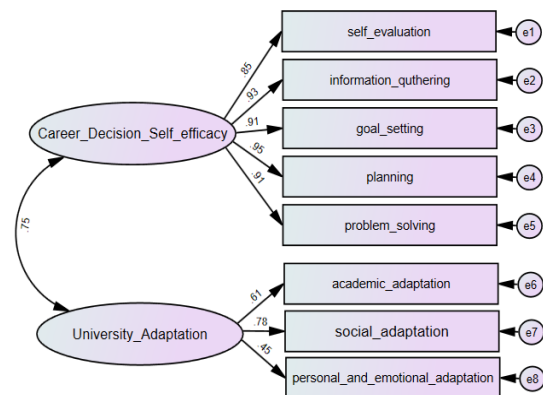 self_evaluation
e1
.85
information_quthering
e2
.93
Career_Decision_Self_efficacy
.91
goal_setting
e3
.95
planning
e4
.91
problem_solving
e5
.75
academic_adaptation
e6
.61
University_Adaptation
.78
social_adaptation
e7
.45
personal_and_emotional_adaptation
e8